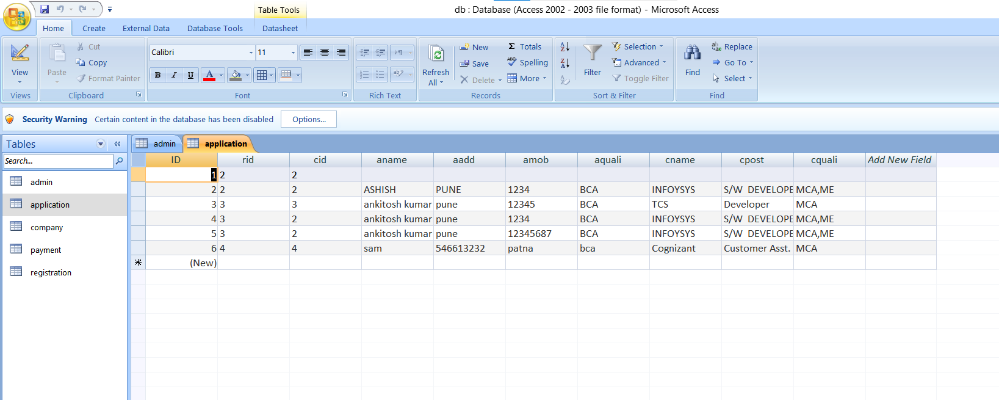 Table Tools
db : Database (Access 2002 - 2003 file format) - Microsoft Access
Home Create External Data Database Tools Datasheet
View
Views
Paste
Cut
Copy
Format Painter
Clipboard
Calibri 11
B I U A
Font
ab
Rich Text
Refresh All
New
Save
Delete
Σ Totals
ABC Spelling
More
Records
A Z
Z A
A Z
Filter
Selection
Advanced
Toggle Filter
Sort & Filter
Find
ab ac Replace
Go To
Select
Find
Security Warning Certain content in the database has been disabled Options...
Tables «
Search...
admin
application
company
payment
registration
admin application
ID rid cid aname aadd amob aquali cname cpost cquali Add New Field
1 2 2
2 2 2 ASHISH PUNE 1234 BCA INFOYSYS S/W DEVELOPE MCA,ME
3 3 3 ankitosh kumar pune 12345 BCA TCS Developer MCA
4 3 2 ankitosh kumar pune 1234 BCA INFOYSYS S/W DEVELOPE MCA,ME
5 3 2 ankitosh kumar pune 12345687 BCA INFOYSYS S/W DEVELOPE MCA,ME
6 4 4 sam 546613232 patna bca Cognizant Customer Asst. MCA
* (New)